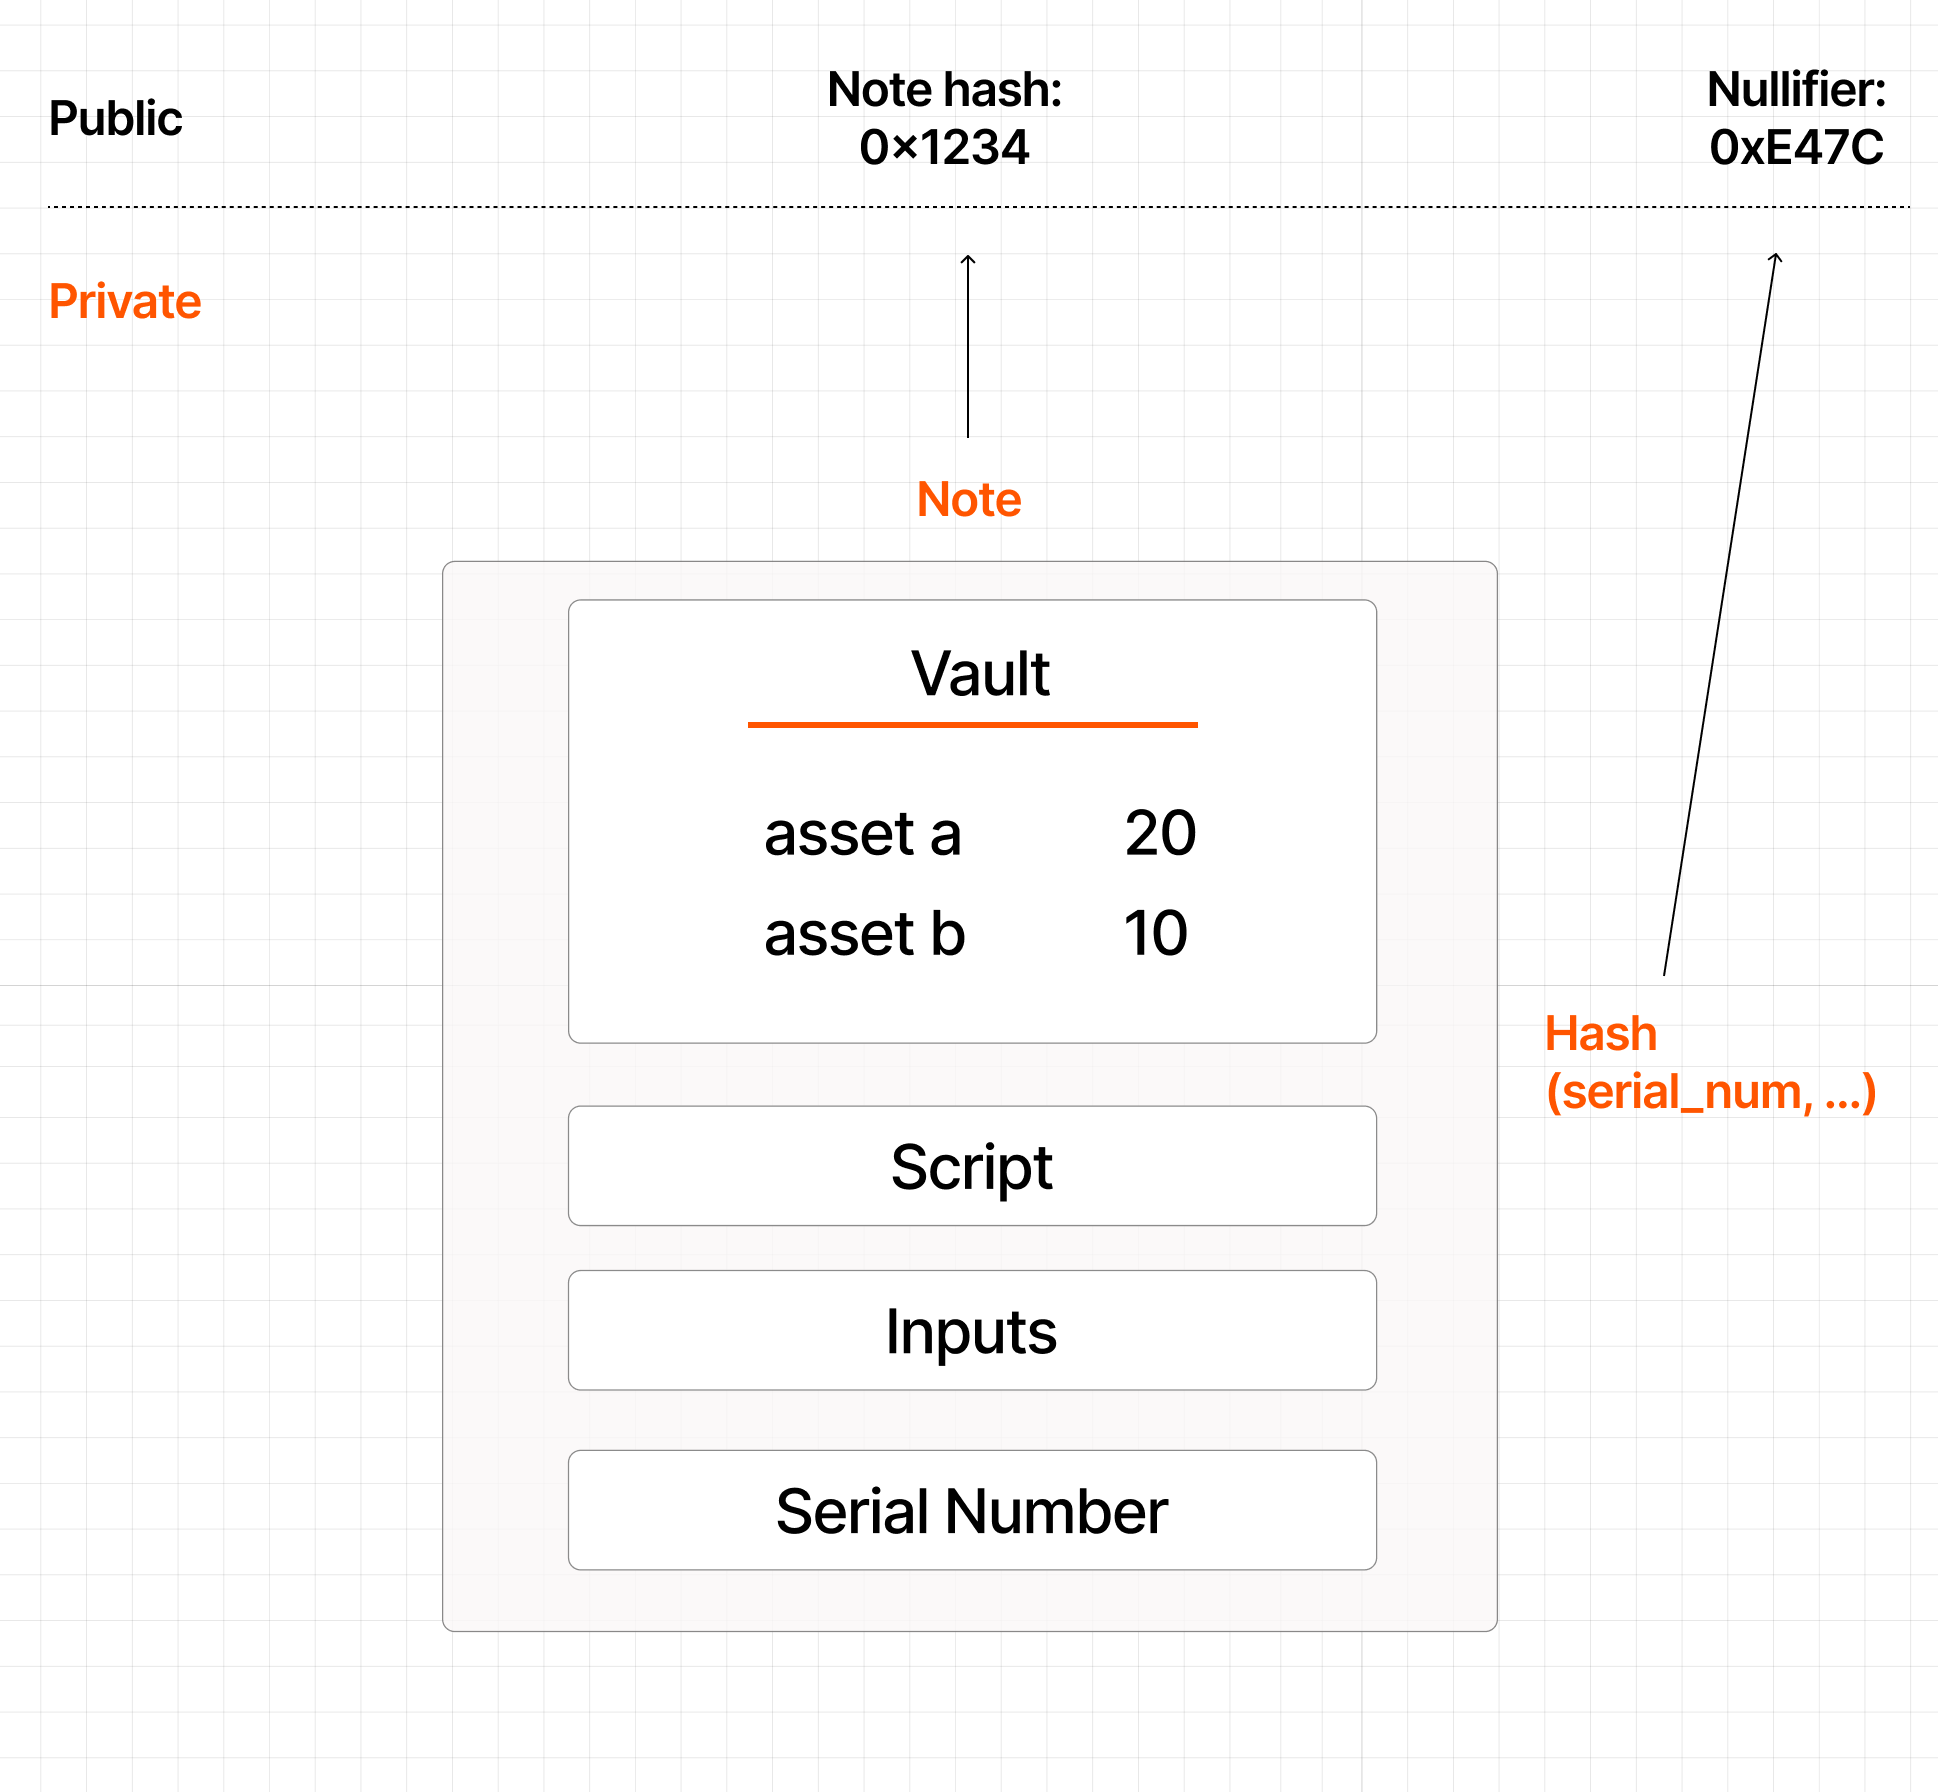 Public
Note hash:
0×1234
Nullifier:
0xE47C
Private
Note
Vault
asset a 20
asset b 10
Hash
(serial_num, ...)
Script
Inputs
Serial Number